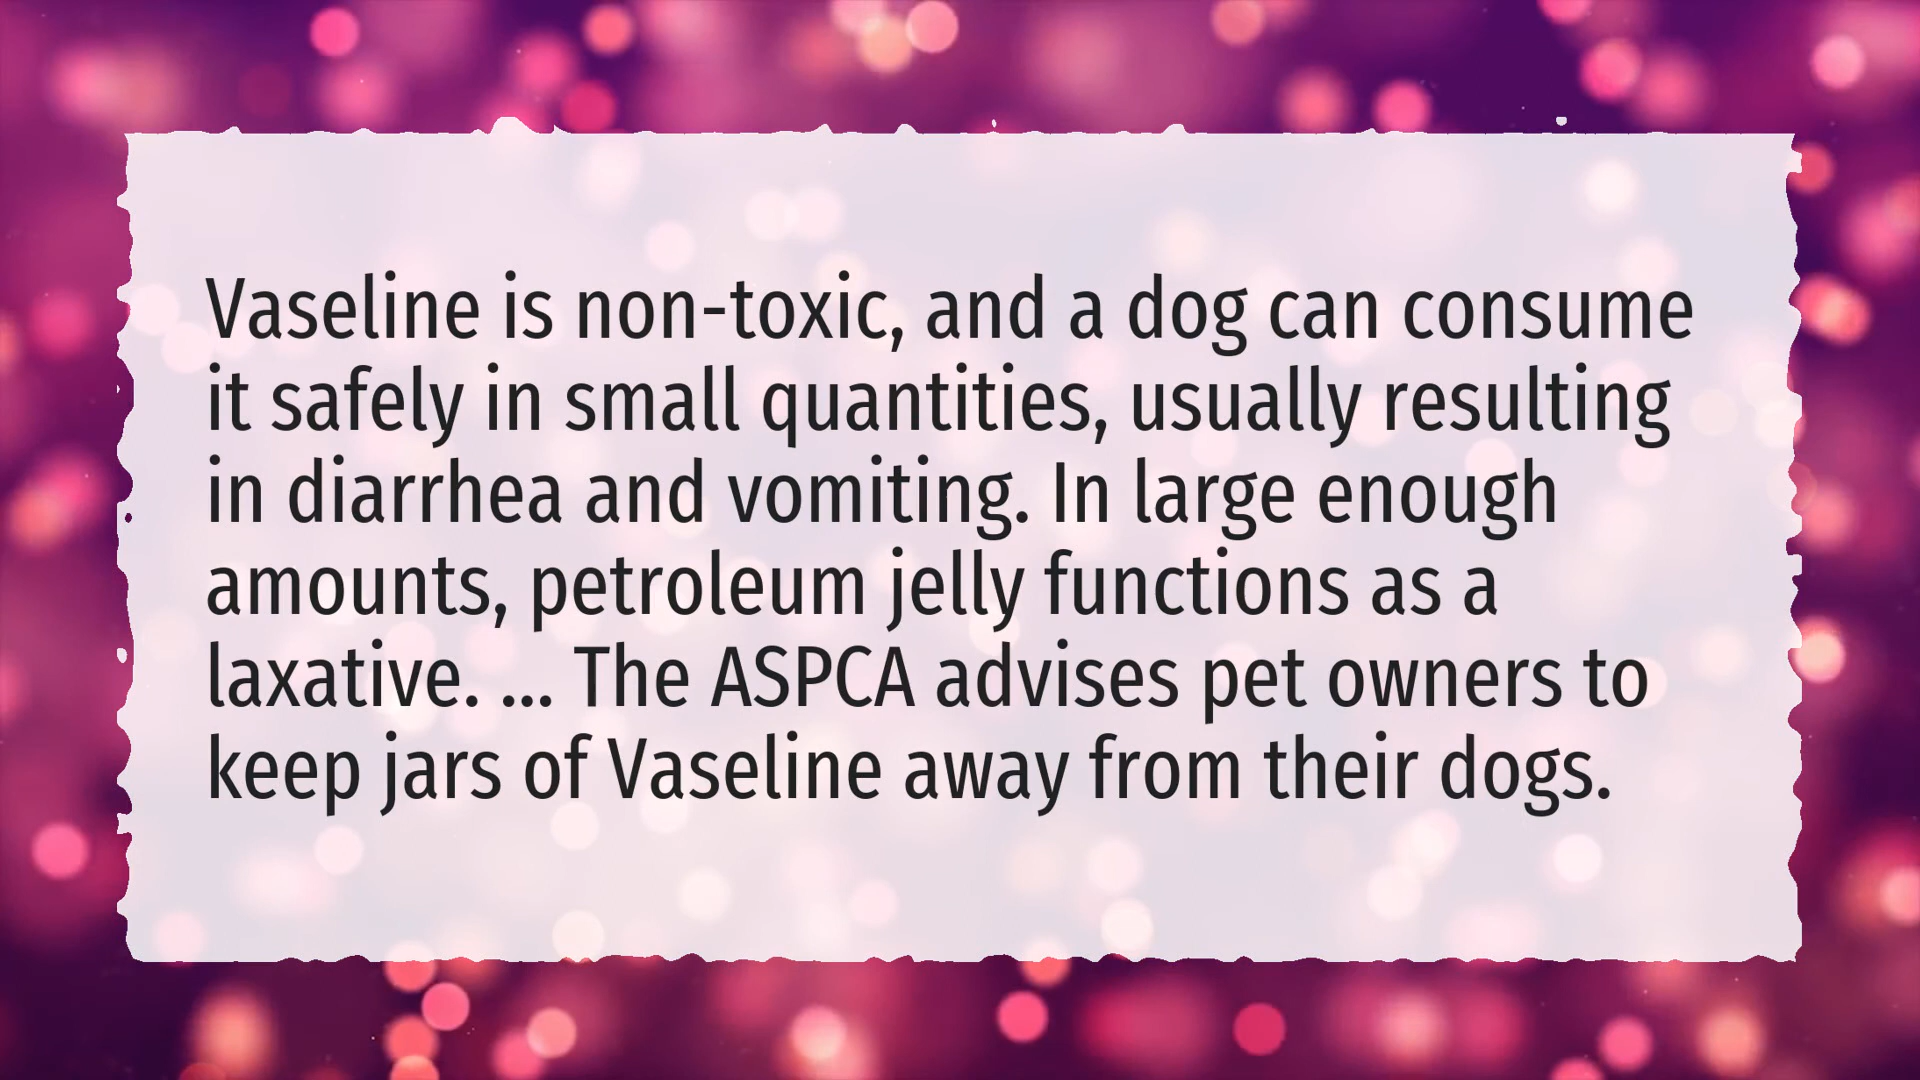 Vaseline is non-toxic, and a dog can consume
it safely in small quantities, usually resulting
in diarrhea and vomiting. In large enough
amounts, petroleum jelly functions as a
laxative. ... The ASPCA advises pet owners to
keep jars of Vaseline away from their dogs.